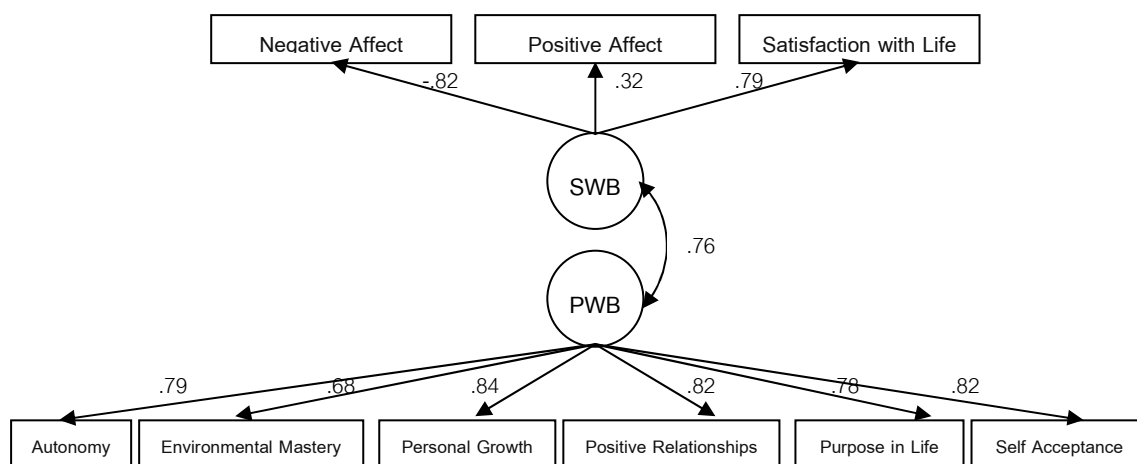 Negative Affect Positive Affect Satisfaction with Life
-.82 .32 .79
SWB
.76
PWB
.79 .68 .84 .82 .78 .82
Autonomy Environmental Mastery Personal Growth Positive Relationships Purpose in Life Self Acceptance